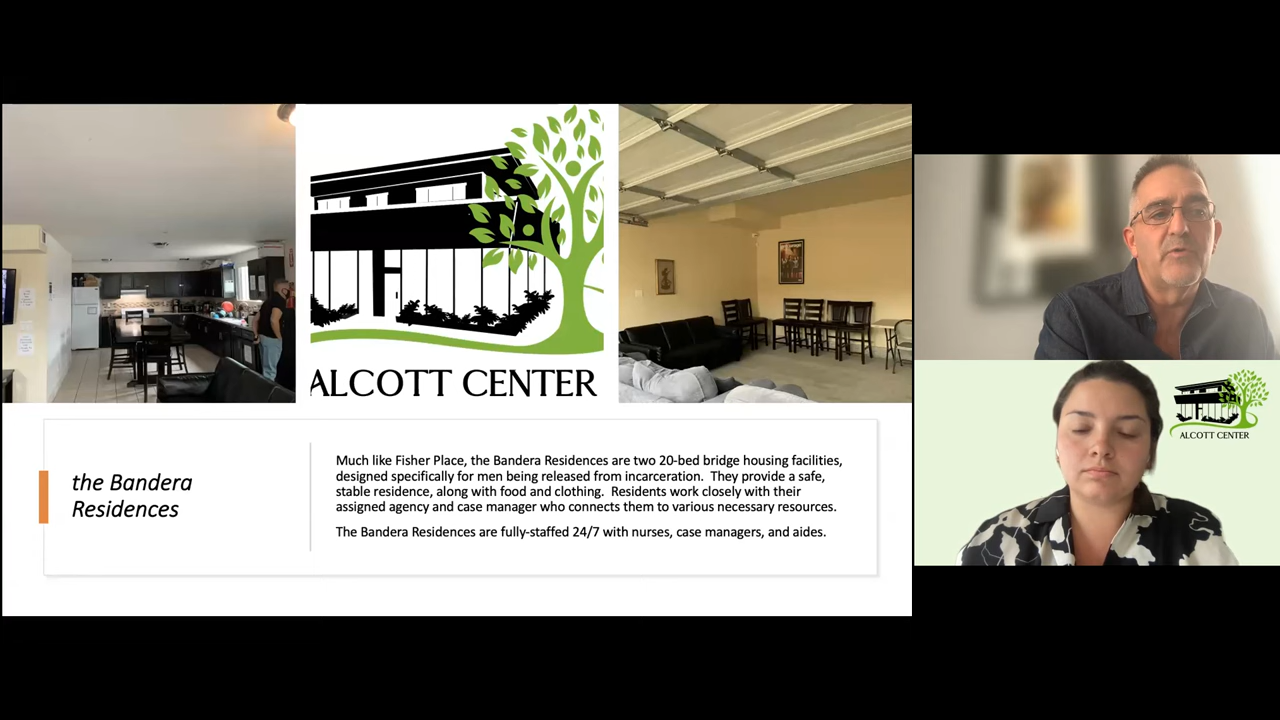 ALCOTT CENTER
the Bandera
Residences
Much like Fisher Place, the Bandera Residences are two 20-bed bridge housing facilities,
designed specifically for men being released from incarceration. They provide a safe,
stable residence, along with food and clothing. Residents work closely with their
assigned agency and case manager who connects them to various necessary resources.
The Bandera Residences are fully-staffed 24/7 with nurses, case managers, and aides.
ALCOTT CENTER